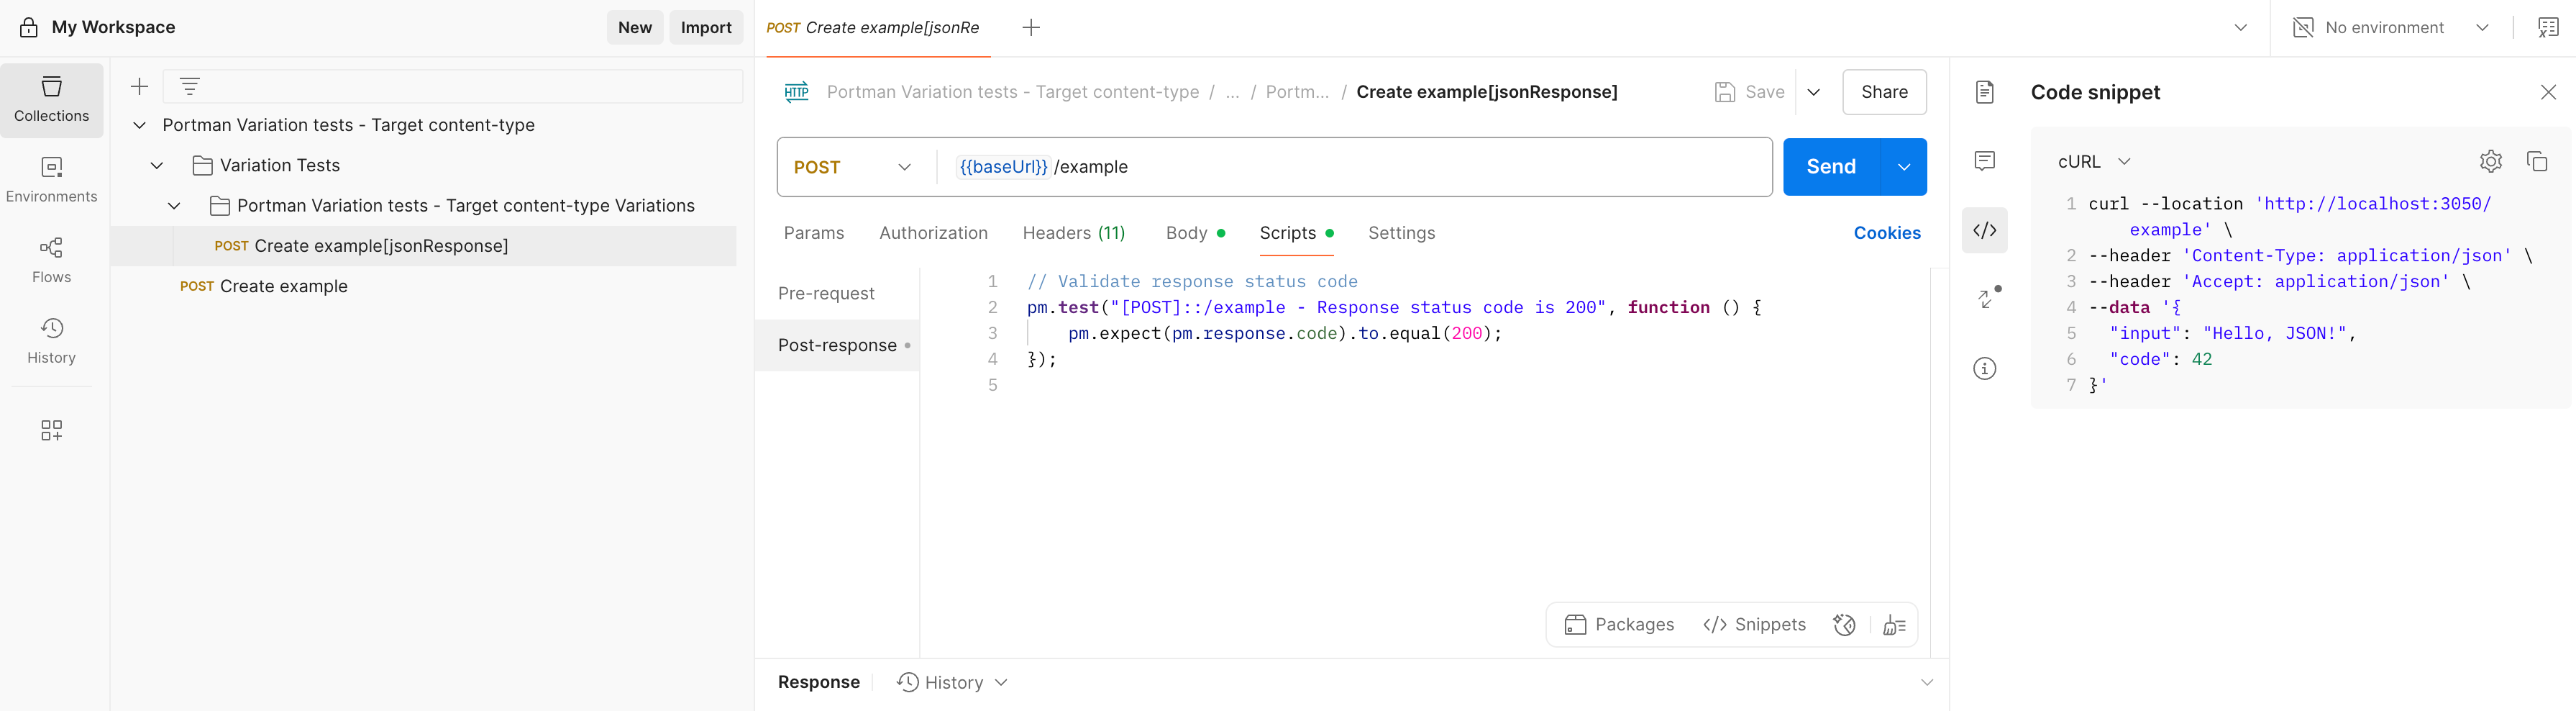 My Workspace
New
Import
POST Create example[jsonRe
No environment
Collections
Environments
Flows
History
Portman Variation tests - Target content-type
Variation Tests
Portman Variation tests - Target content-type Variations
POST Create example[jsonResponse]
POST Create example
HTTP Portman Variation tests - Target content-type / ... / Portm... / Create example[jsonResponse]
Save
Share
POST
{{baseUrl}} /example
Send
Params
Authorization
Headers (11)
Body
Scripts
Settings
Cookies
Pre-request
Post-response
1 // Validate response status code
2 pm.test("[POST]::/example - Response status code is 200", function () {
3 pm.expect(pm.response.code).to.equal(200);
4 });
5
Packages
</> Snippets
Response
History
Code snippet
cURL
1 curl --location 'http://localhost:3050/
example' \
2 --header 'Content-Type: application/json' \
3 --header 'Accept: application/json' \
4 --data '{
5 "input": "Hello, JSON!",
6 "code": 42
7 }'